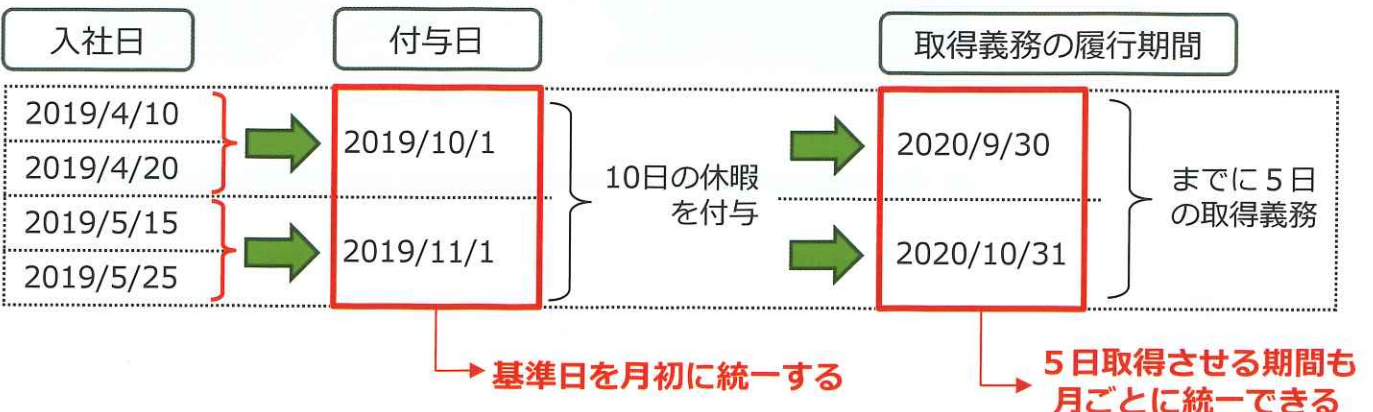 入社日
付与日
取得義務の履行期間
2019/4/10
2019/4/20
2019/5/15
2019/5/25
2019/10/1
2019/11/1
10日の休暇
を付与
2020/9/30
2020/10/31
までに5日
の取得義務
基準日を月初に統一する
5日取得させる期間も
月ごとに統一できる